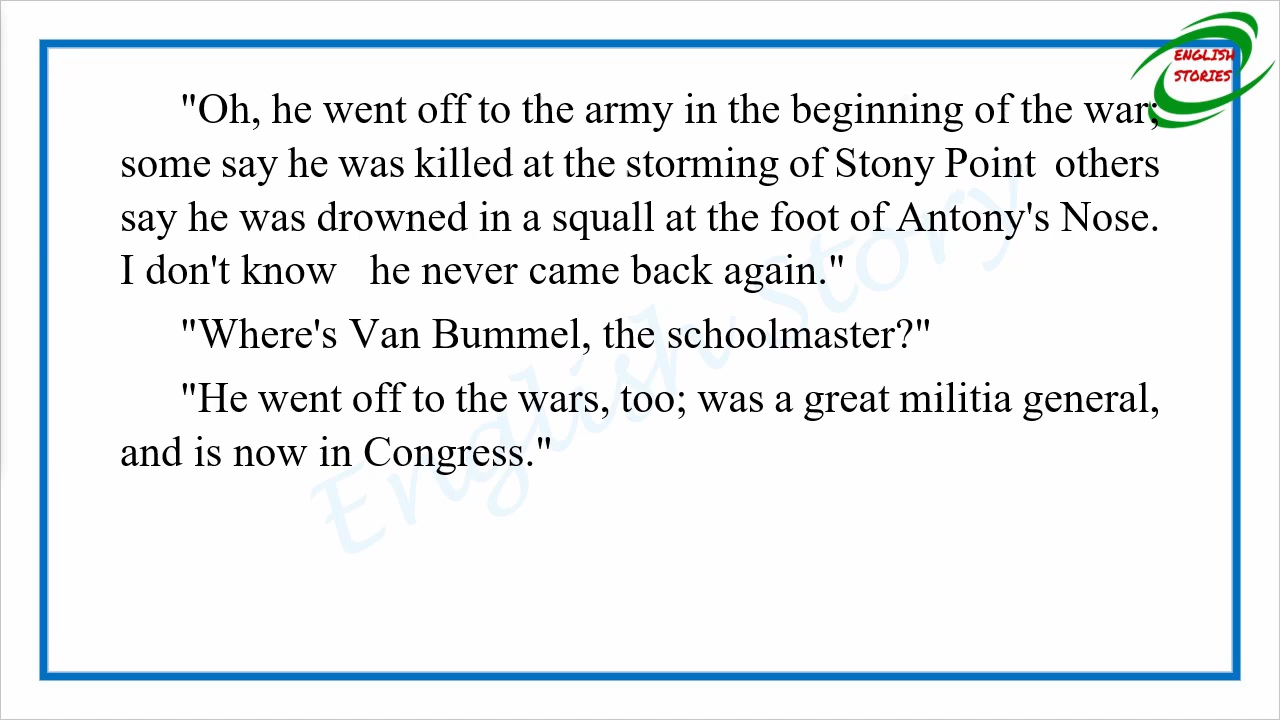 ENGLISH
STORIES
"Oh, he went off to the army in the beginning of the war;
some say he was killed at the storming of Stony Point  others
say he was drowned in a squall at the foot of Antony's Nose.
I don't know   he never came back again."
"Where's Van Bummel, the schoolmaster?"
"He went off to the wars, too; was a great militia general,
and is now in Congress."
English Story